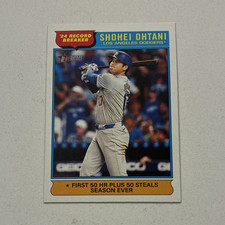 '24 RECORD
BREAKER
SHOHEI OHTANI
LOS ANGELES DODGERS
FIRST 50 HR PLUS 50 STEALS
SEASON EVER